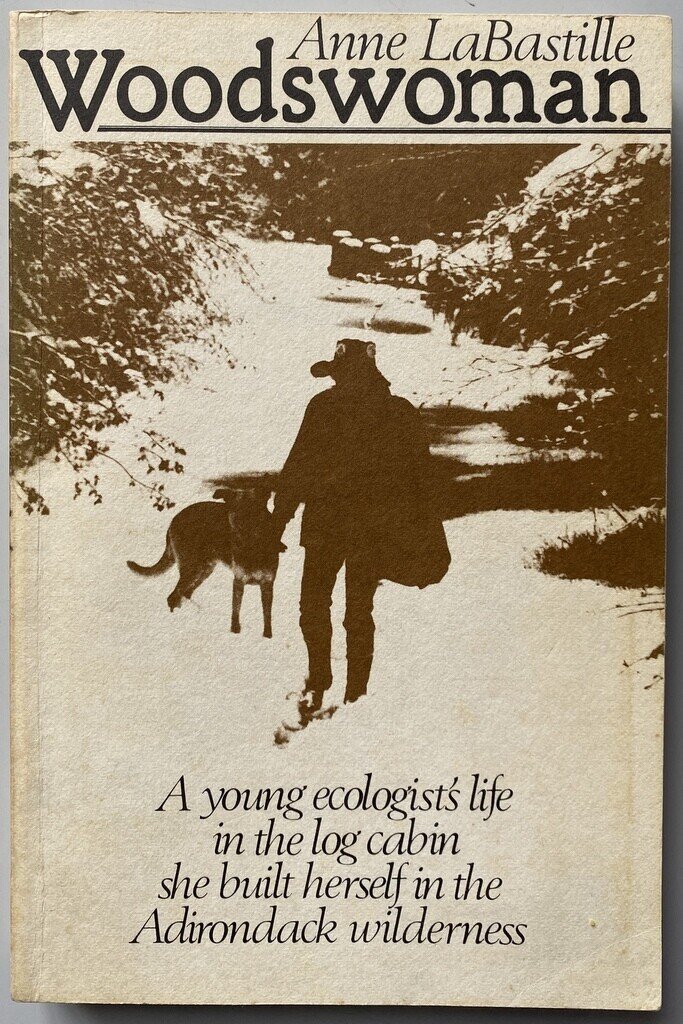 Anne LaBastille
Woodswoman
A young ecologist's life
in the log cabin
she built herself in the
Adirondack wilderness